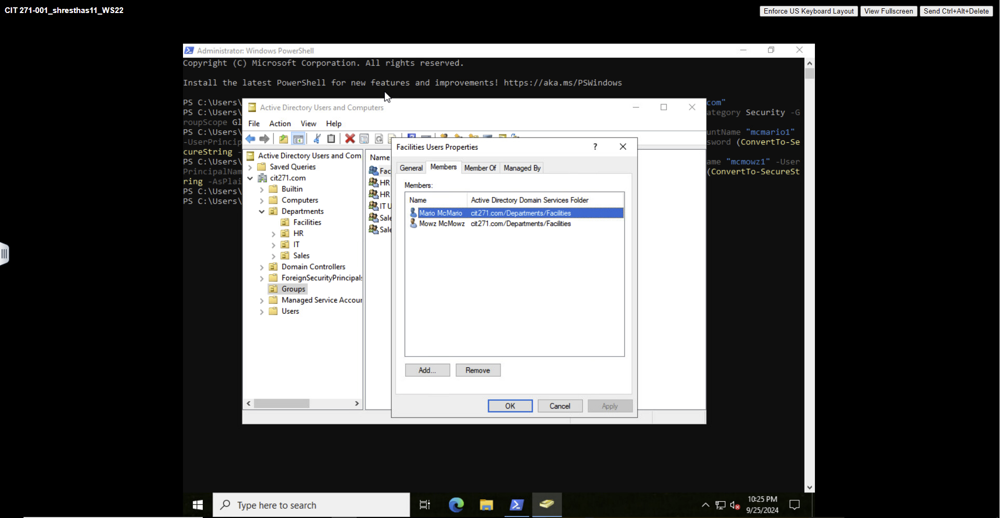 CIT 271-001_shresthas11_WS22
Enforce US Keyboard Layout
View Fullscreen
Send Ctrl+Alt+Delete
Administrator: Windows PowerShell
Copyright (C) Microsoft Corporation. All rights reserved.
Install the latest PowerShell for new features and improvements! https://aka.ms/PSWindows
PS C:\Users\
com"
PS C:\Users\
ategory Security -G
roupScope Gl
PS C:\Users\
untName "mcmario1"
-UserPrincip
sword (ConvertTo-Se
cureString -
PS C:\Users\
ame "mcmowz1" -User
PrincipalNam
(ConvertTo-SecureSt
ring -AsPlai
PS C:\Users\
PS C:\Users\
Active Directory Users and Computers
File Action View Help
Active Directory Users and Com
Saved Queries
cit271.com
Builtin
Computers
Departments
Facilities
HR
IT
Sales
Domain Controllers
ForeignSecurityPrincipals
Groups
Managed Service Accour
Users
Name
Fac
HR
HR
IT U
Sale
Sale
Facilities Users Properties
?
General
Members
Member Of
Managed By
Members:
Name
Active Directory Domain Services Folder
Mario McMario cit271.com/Departments/Facilities
Mowz McMowz cit271.com/Departments/Facilities
Add...
Remove
OK
Cancel
Apply
Type here to search
10:25 PM
9/25/2024